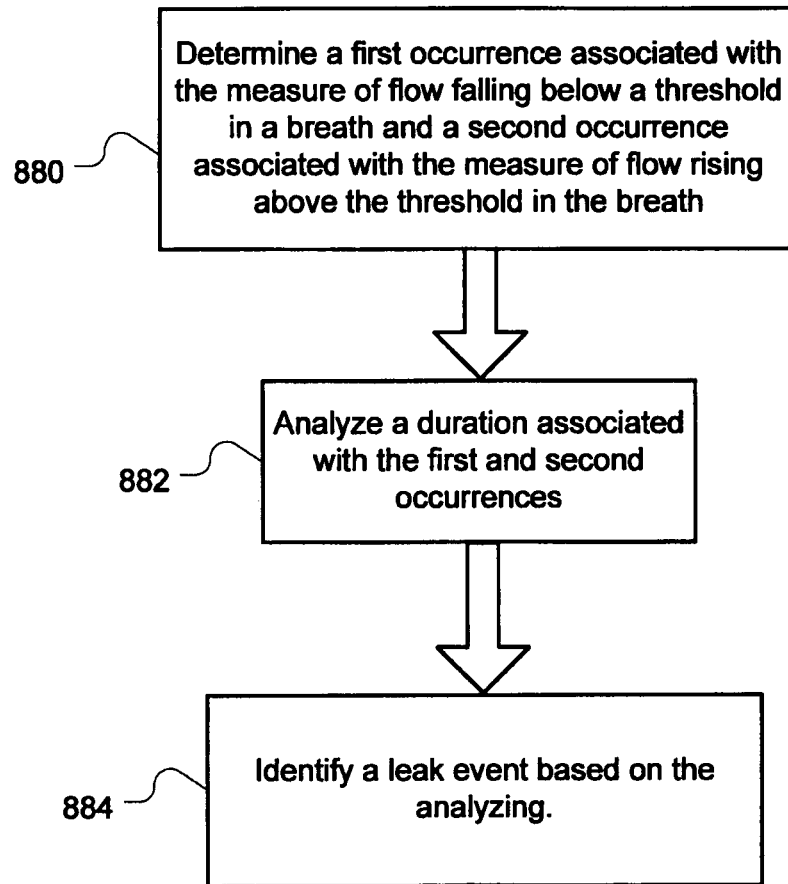 Determine a first occurrence associated with
the measure of flow falling below a threshold
in a breath and a second occurrence
associated with the measure of flow rising
above the threshold in the breath
880
Analyze a duration associated
with the first and second
occurrences
882
Identify a leak event based on the
analyzing.
884